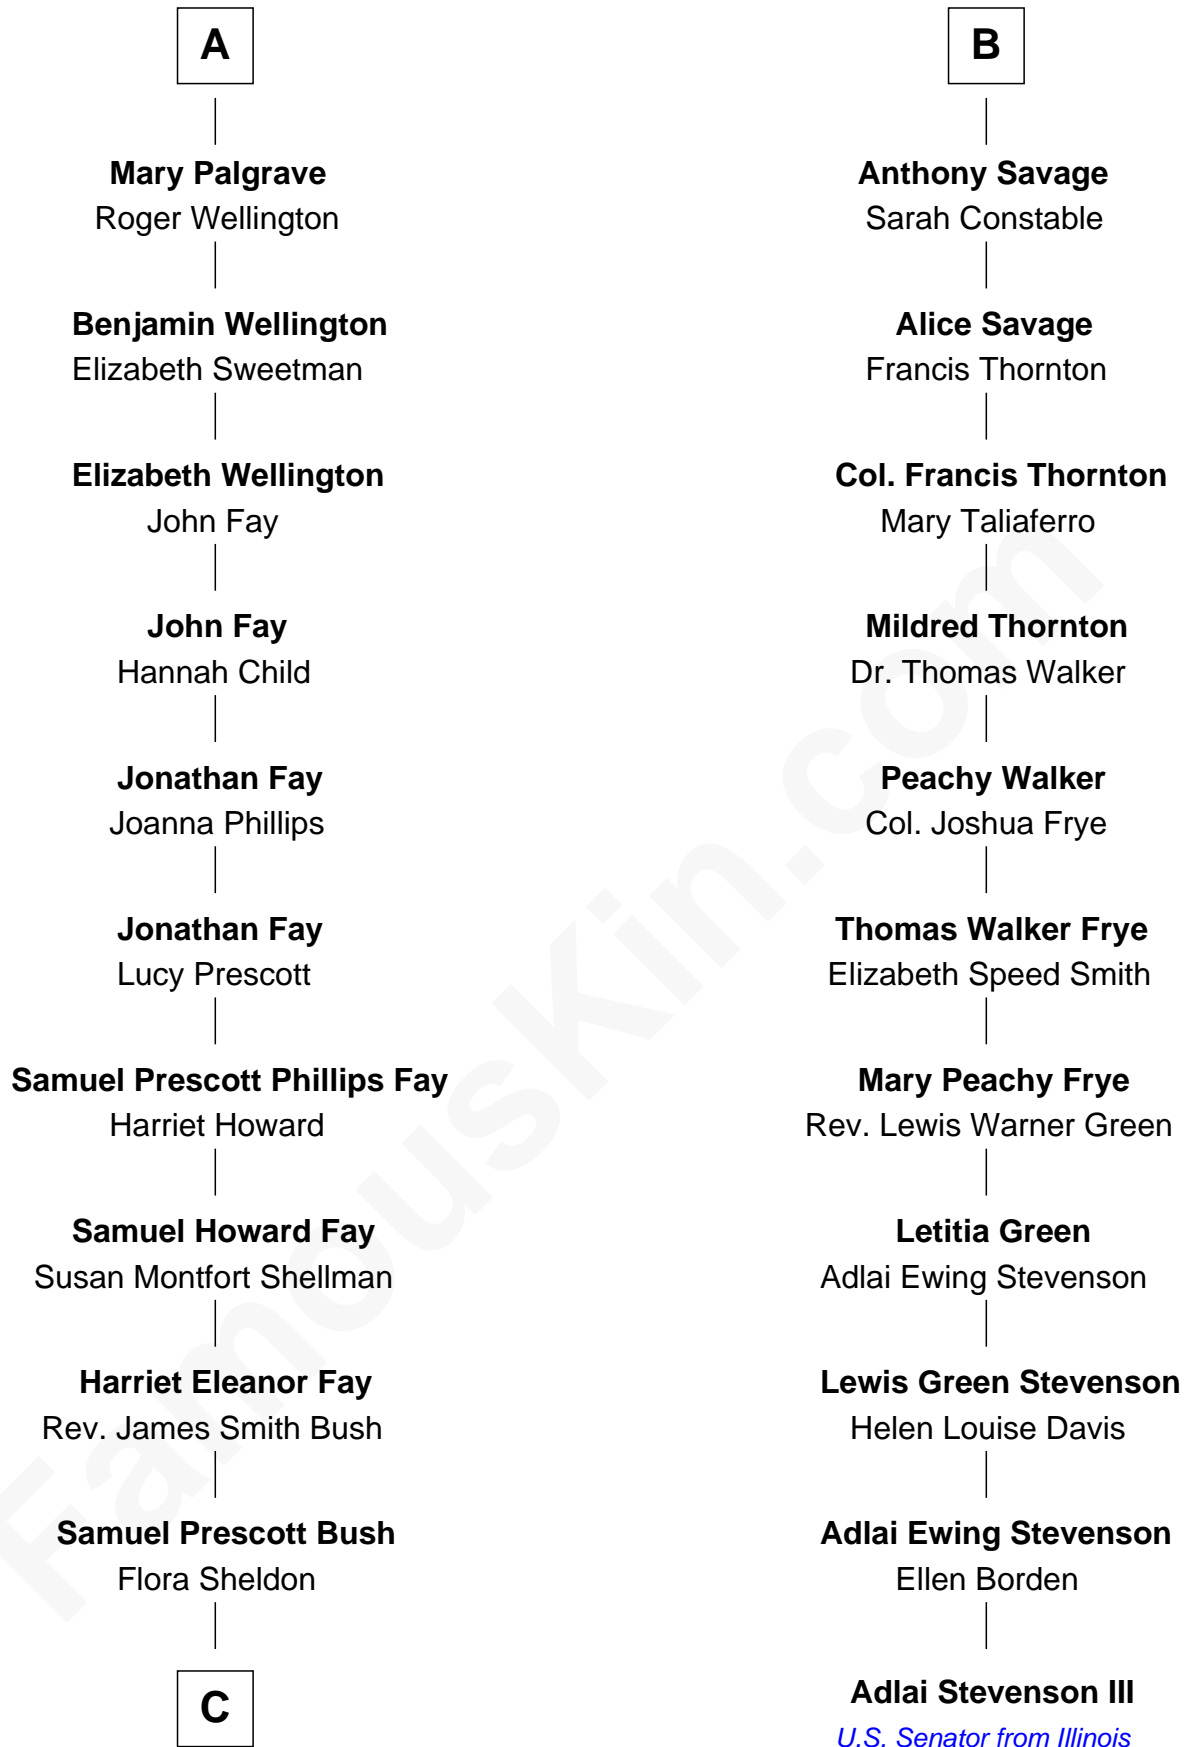 A
Mary Palgrave
Roger Wellington
Benjamin Wellington
Elizabeth Sweetman
Elizabeth Wellington
John Fay
John Fay
Hannah Child
Jonathan Fay
Joanna Phillips
Jonathan Fay
Lucy Prescott
Samuel Prescott Phillips Fay
Harriet Howard
Samuel Howard Fay
Susan Montfort Shellman
Harriet Eleanor Fay
Rev. James Smith Bush
Samuel Prescott Bush
Flora Sheldon
C
B
Anthony Savage
Sarah Constable
Alice Savage
Francis Thornton
Col. Francis Thornton
Mary Taliaferro
Mildred Thornton
Dr. Thomas Walker
Peachy Walker
Col. Joshua Frye
Thomas Walker Frye
Elizabeth Speed Smith
Mary Peachy Frye
Rev. Lewis Warner Green
Letitia Green
Adlai Ewing Stevenson
Lewis Green Stevenson
Helen Louise Davis
Adlai Ewing Stevenson
Ellen Borden
Adlai Stevenson III
U.S. Senator from Illinois
FamousKin.com